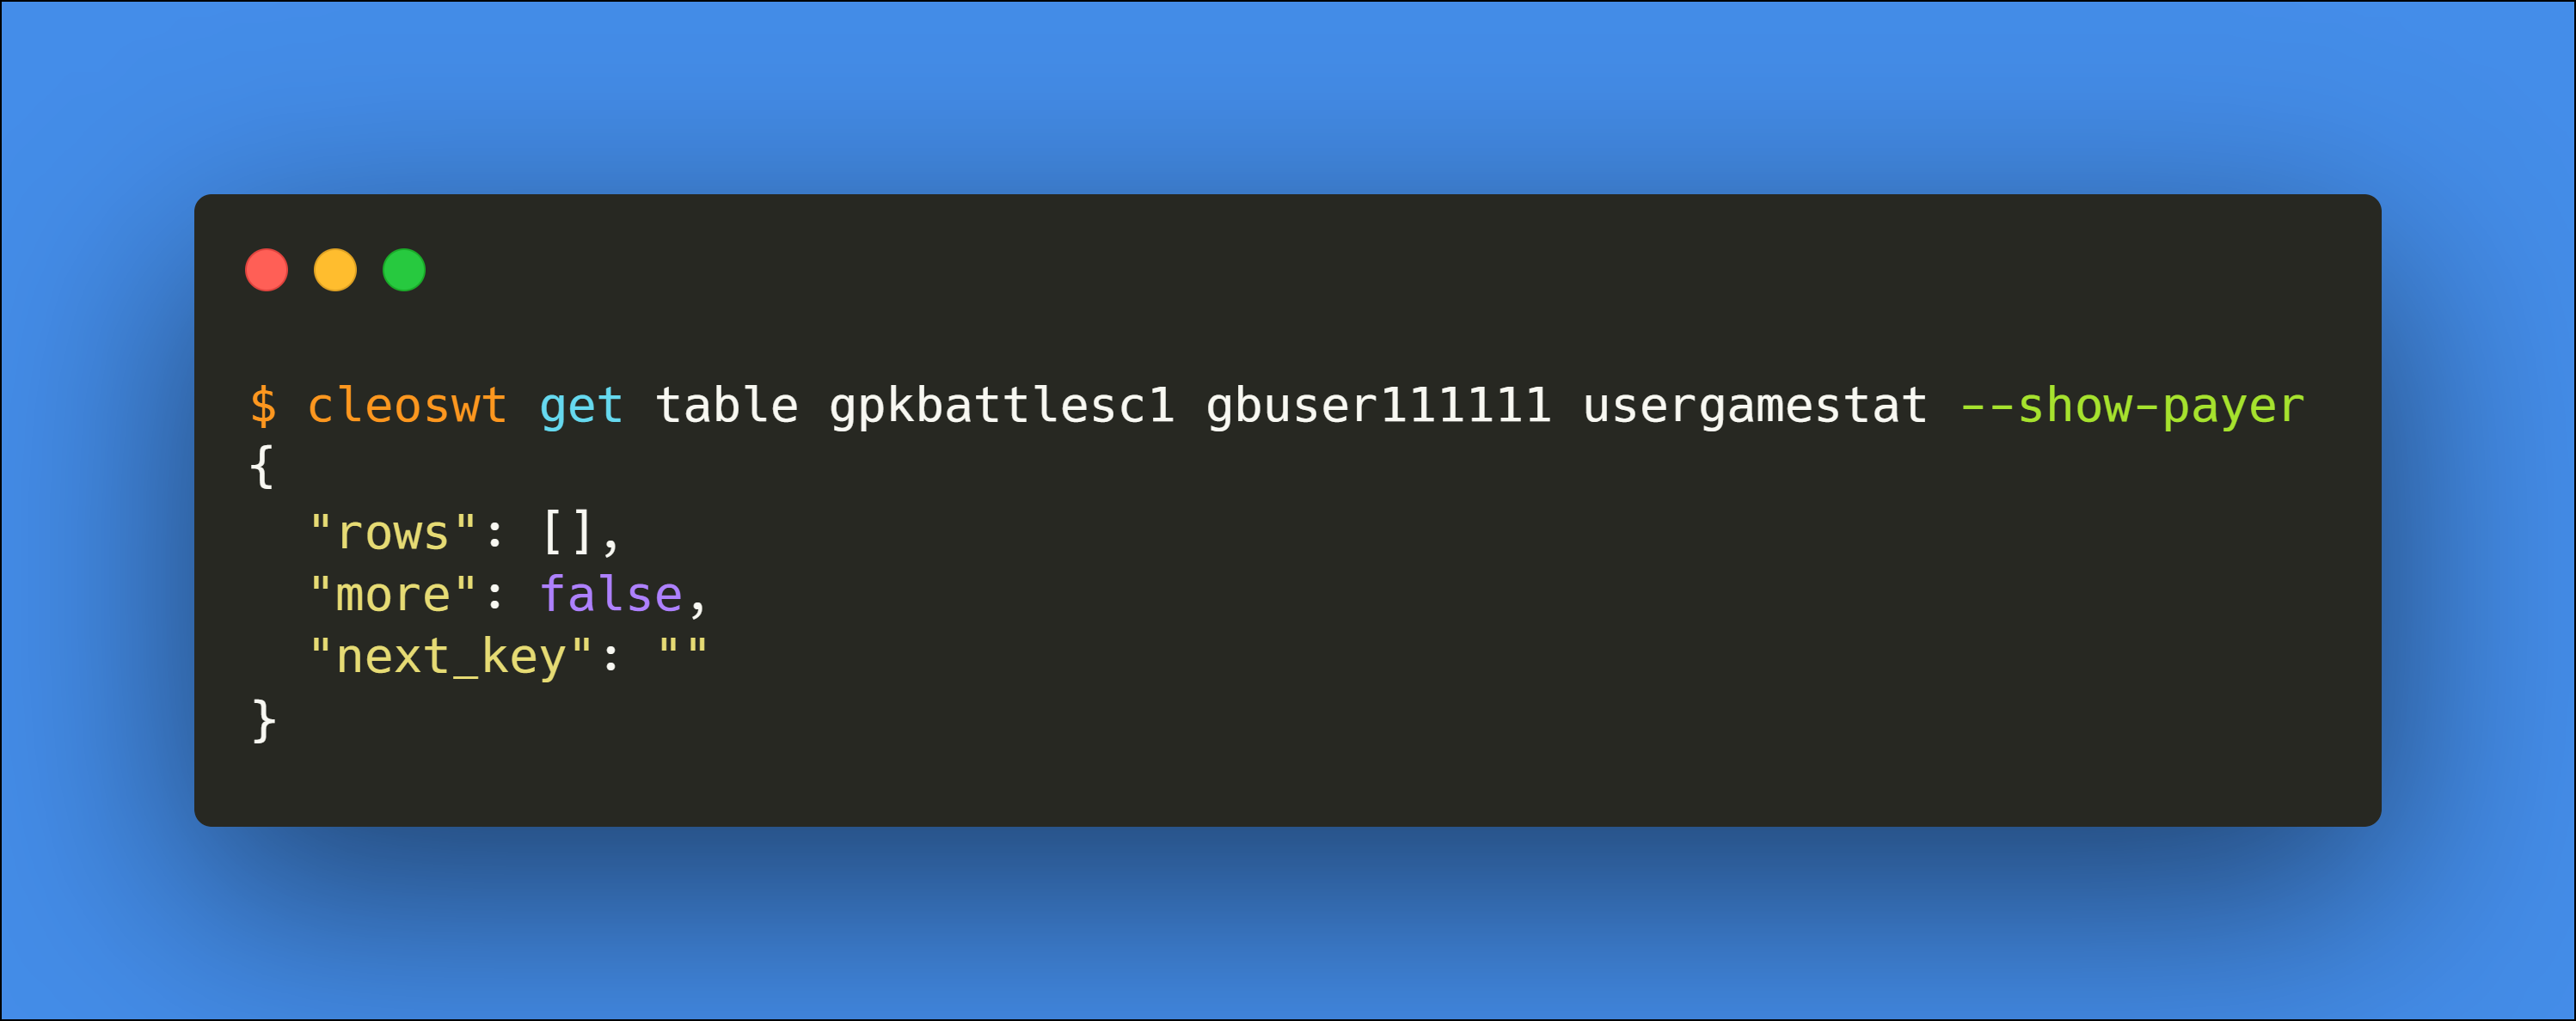 $ cleoswt get table gpkbattlesc1 gbuser111111 usergamestat --show-payer
{
  "rows": [],
  "more": false,
  "next_key": ""
}